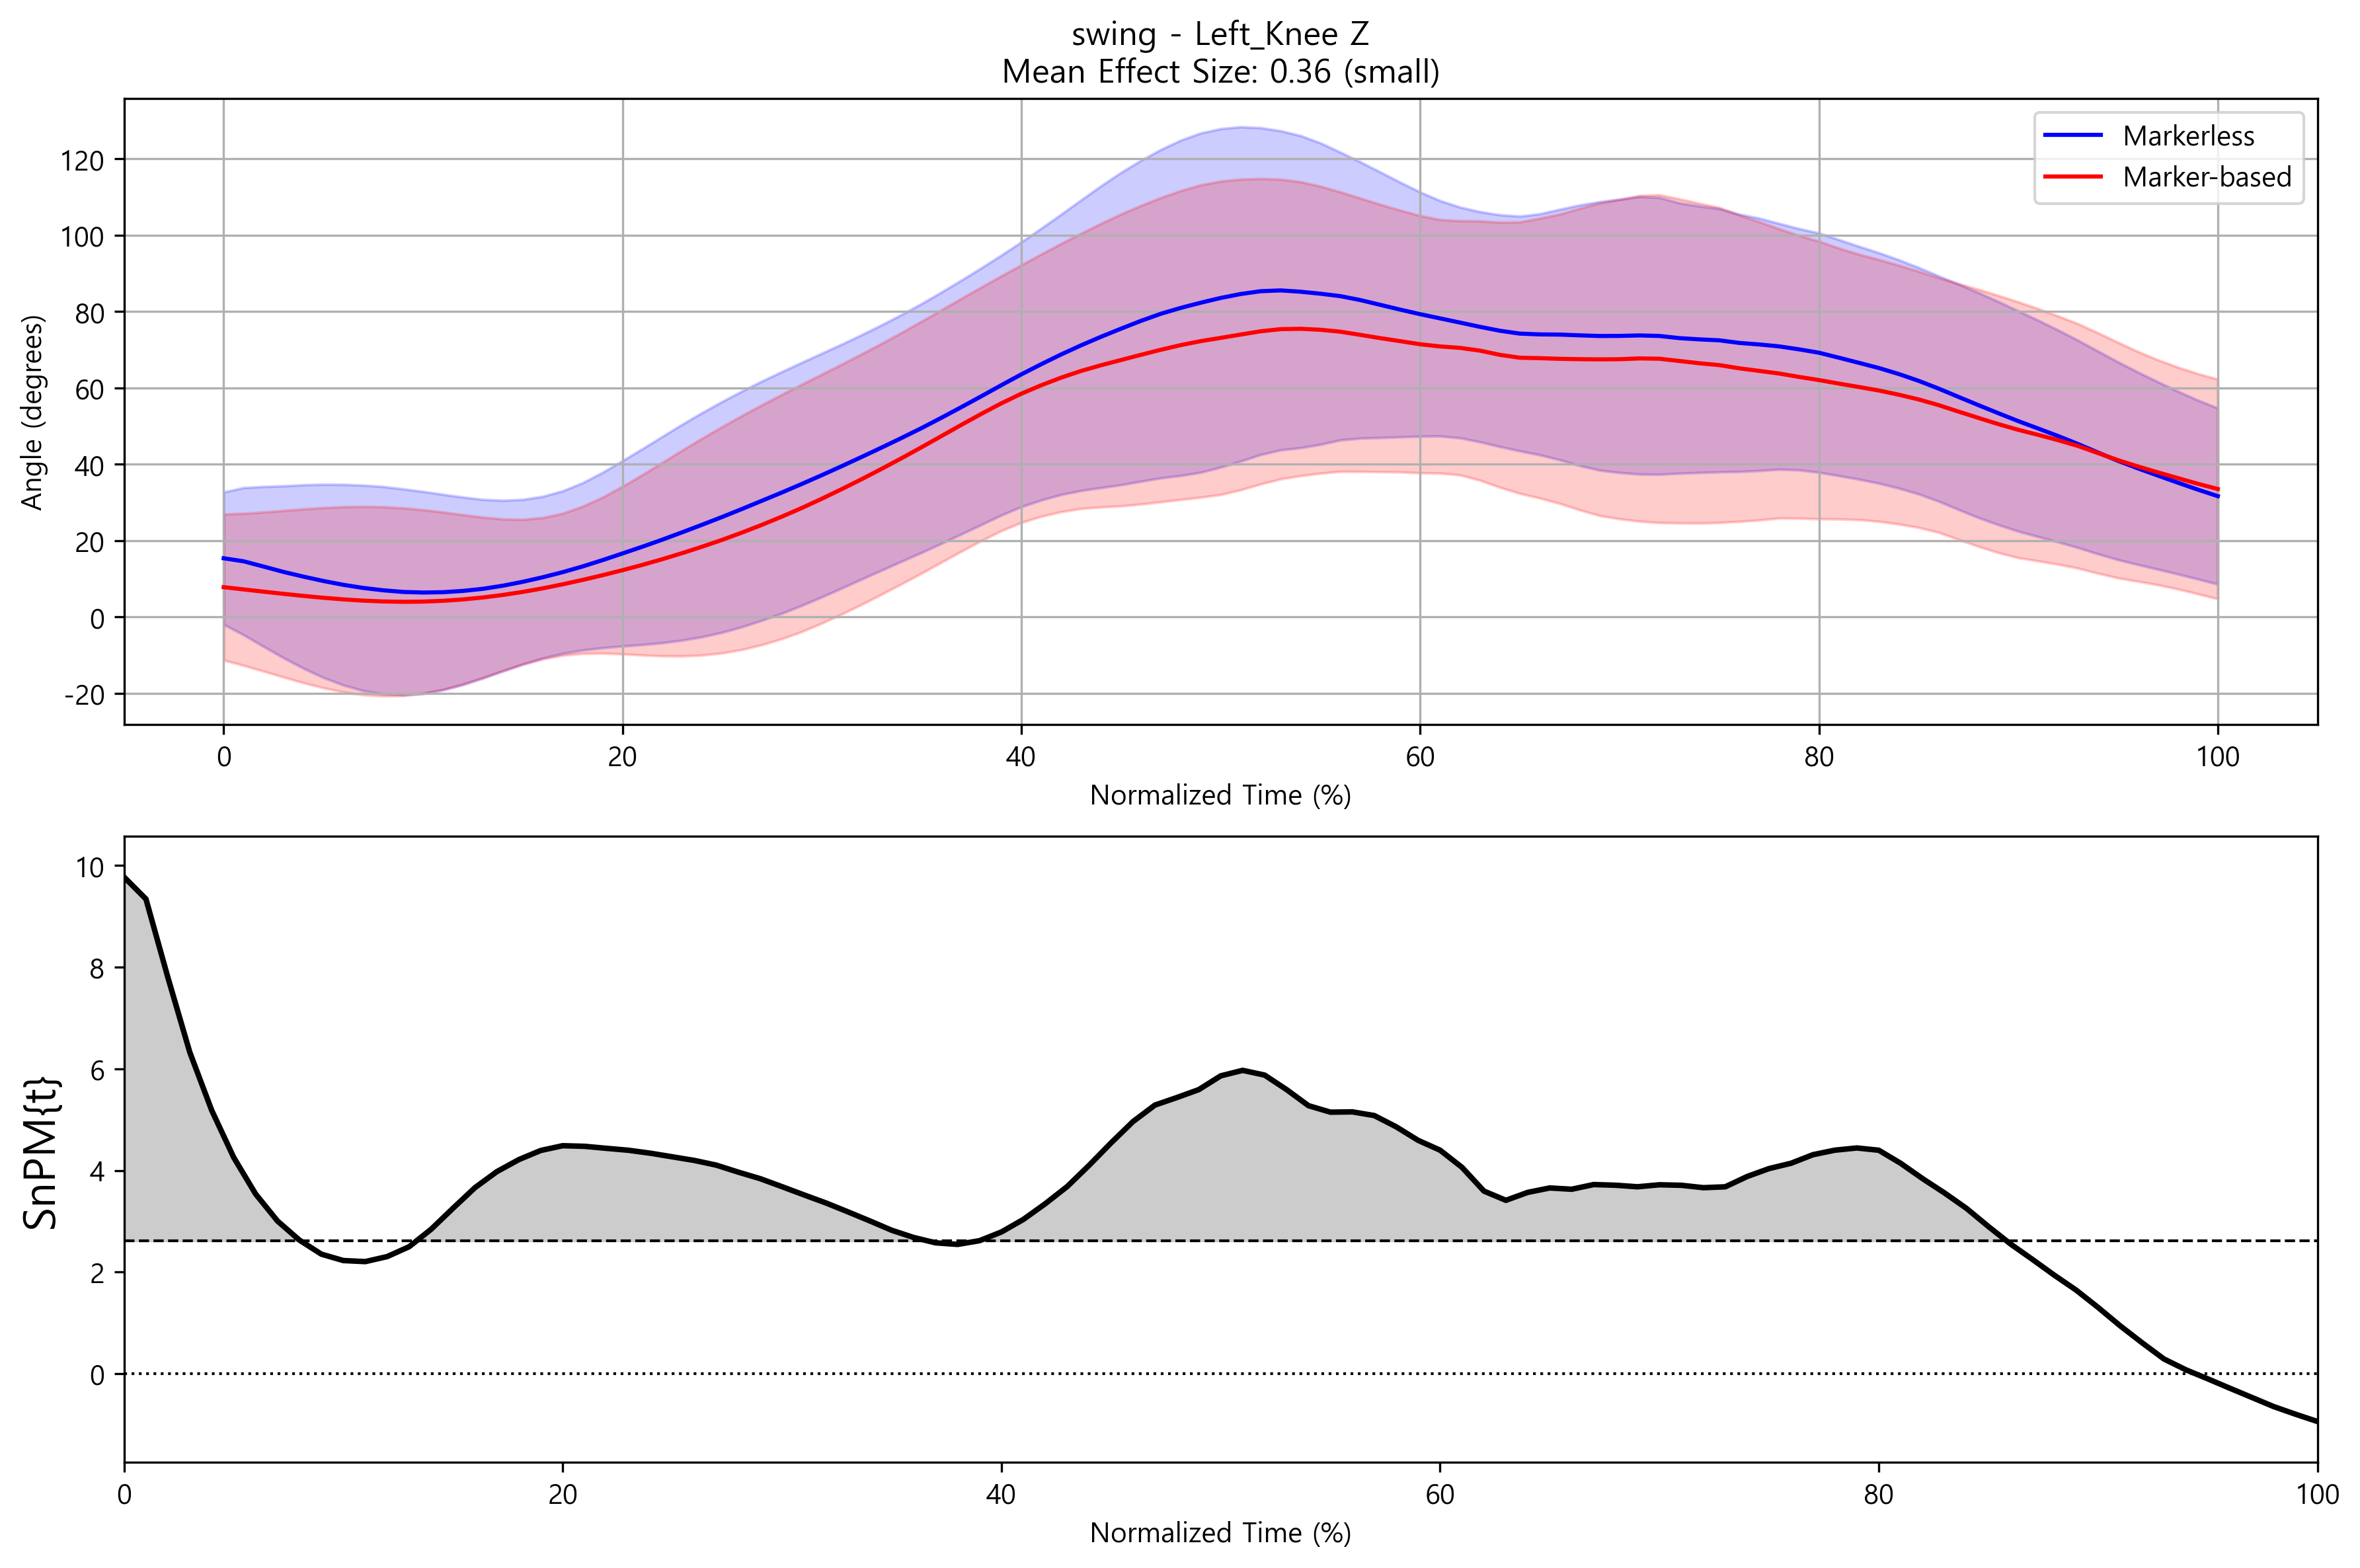 swing - Left_Knee Z
Mean Effect Size: 0.36 (small)
Markerless
Marker-based
Angle (degrees)
120
100
80
60
40
20
0
-20
0 20 40 60 80 100
Normalized Time (%)
SnPM{t}
10
8
6
4
2
0
0 20 40 60 80 100
Normalized Time (%)